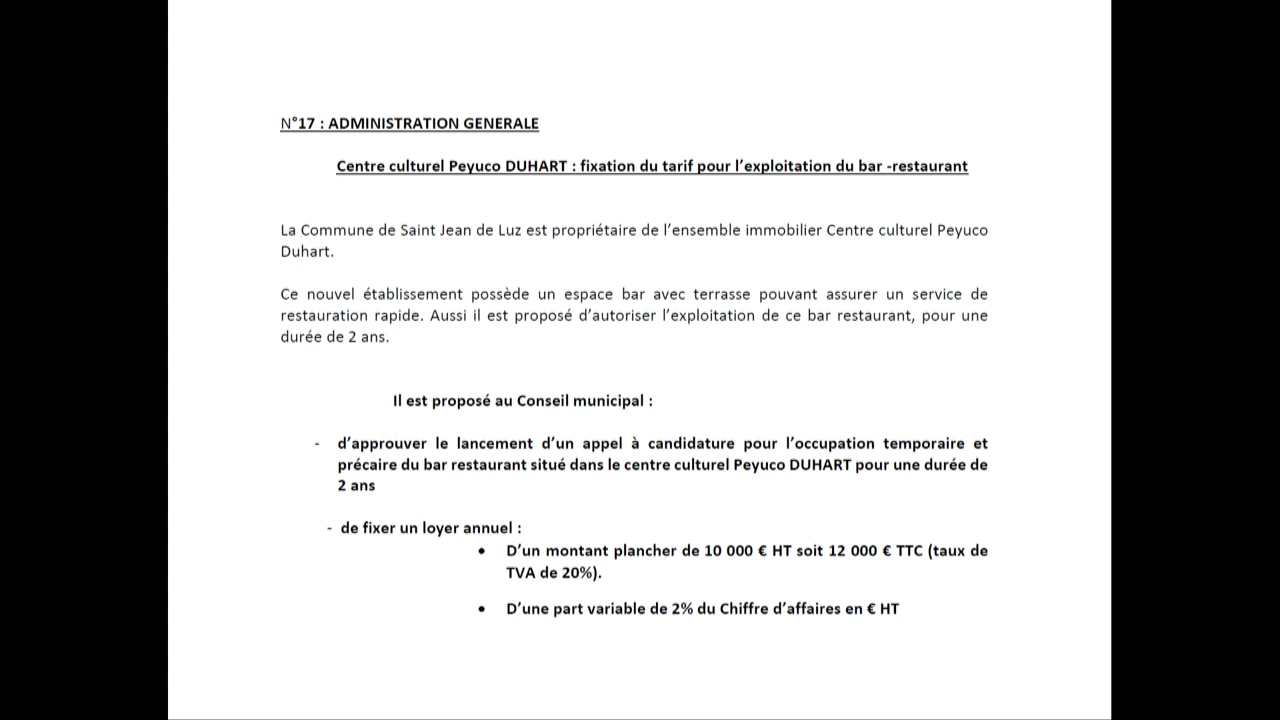 N°17 : ADMINISTRATION GENERALE
Centre culturel Peyuco DUHART : fixation du tarif pour l’exploitation du bar -restaurant
La Commune de Saint Jean de Luz est propriétaire de l’ensemble immobilier Centre culturel Peyuco
Duhart.
Ce nouvel établissement possède un espace bar avec terrasse pouvant assurer un service de
restauration rapide. Aussi il est proposé d’autoriser l’exploitation de ce bar restaurant, pour une
durée de 2 ans.
Il est proposé au Conseil municipal :
- d’approuver le lancement d’un appel à candidature pour l’occupation temporaire et
précaire du bar restaurant situé dans le centre culturel Peyuco DUHART pour une durée de
2 ans
- de fixer un loyer annuel :
• D’un montant plancher de 10 000 € HT soit 12 000 € TTC (taux de
TVA de 20%).
• D’une part variable de 2% du Chiffre d’affaires en € HT